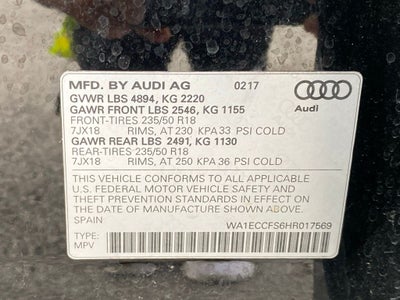 MFD. BY AUDI AG 0217
GVWR LBS 4894, KG 2220
GAWR FRONT LBS 2546, KG 1155
FRONT-TIRES 235/50 R18
7JX18 RIMS, AT 230 KPA 33 PSI COLD
GAWR REAR LBS 2491, KG 1130
REAR-TIRES 235/50 R18
7JX18 RIMS, AT 250 KPA 36 PSI COLD
Audi
THIS VEHICLE CONFORMS TO ALL APPLICABLE
U.S. FEDERAL MOTOR VEHICLE SAFETY AND
THEFT PREVENTION STANDARDS IN EFFECT ON
THE DATE OF MANUFACTURE SHOWN ABOVE.
SPAIN
WA1ECCFS6HR017569
TYPE:
MPV